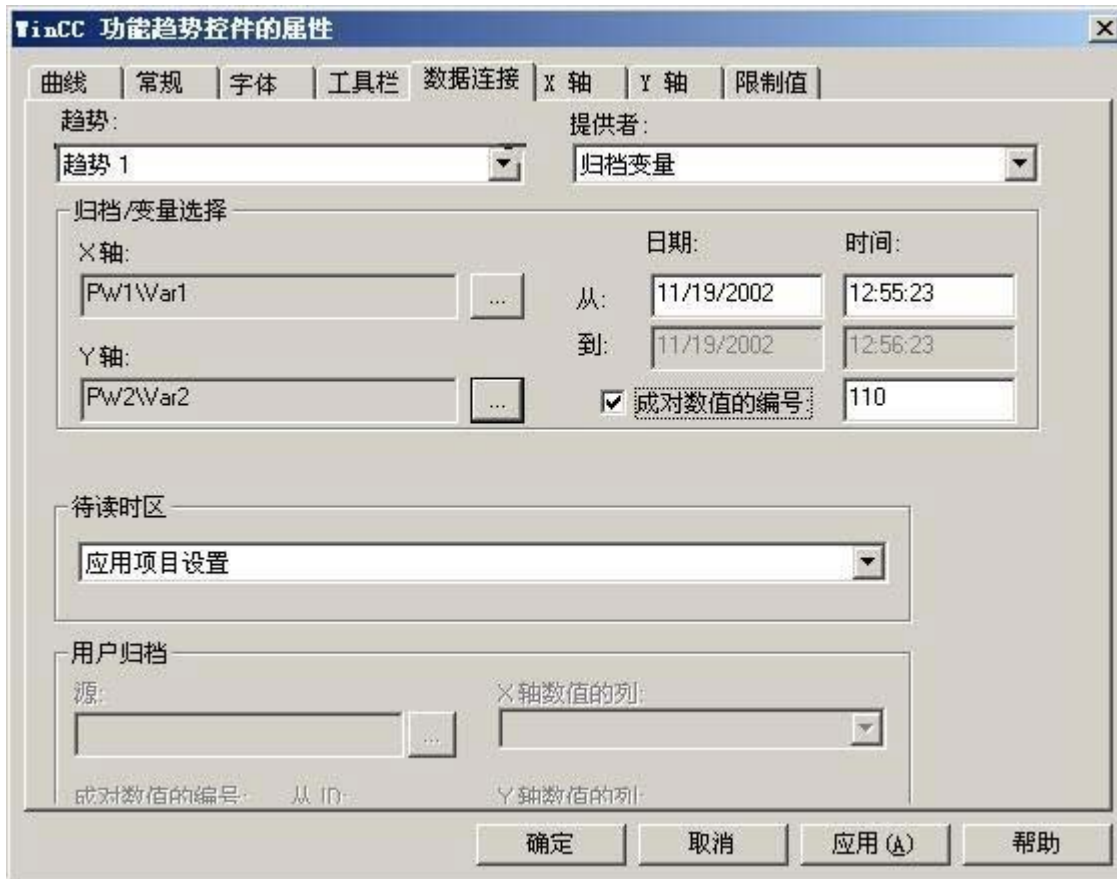 WinCC 功能趋势控件的属性
曲线 常规 字体 工具栏 数据连接 X 轴 Y 轴 限制值
趋势: 提供者:
趋势 1 归档变量
归档/变量选择
日期: 时间:
X轴:
PW1\Var1 ... 从: 11/19/2002 12:55:23
到: 11/19/2002 12:56:23
Y轴:
PW2\Var2 ... 成对数值的编号: 110
待读时区
应用项目设置
用户归档
源: X轴数值的列:
...
成对数值的编号: 从 ID: Y轴数值的列:
确定 取消 应用(A) 帮助